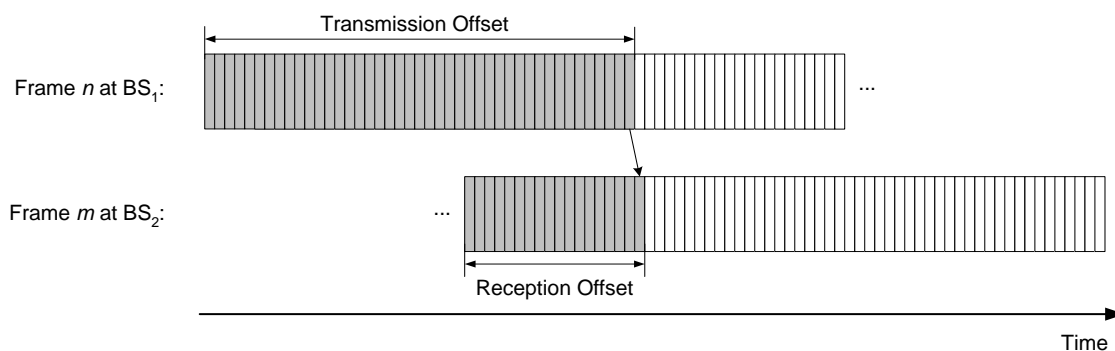 Transmission Offset
Frame n at BS1:
...
Frame m at BS2:
...
Reception Offset
Time